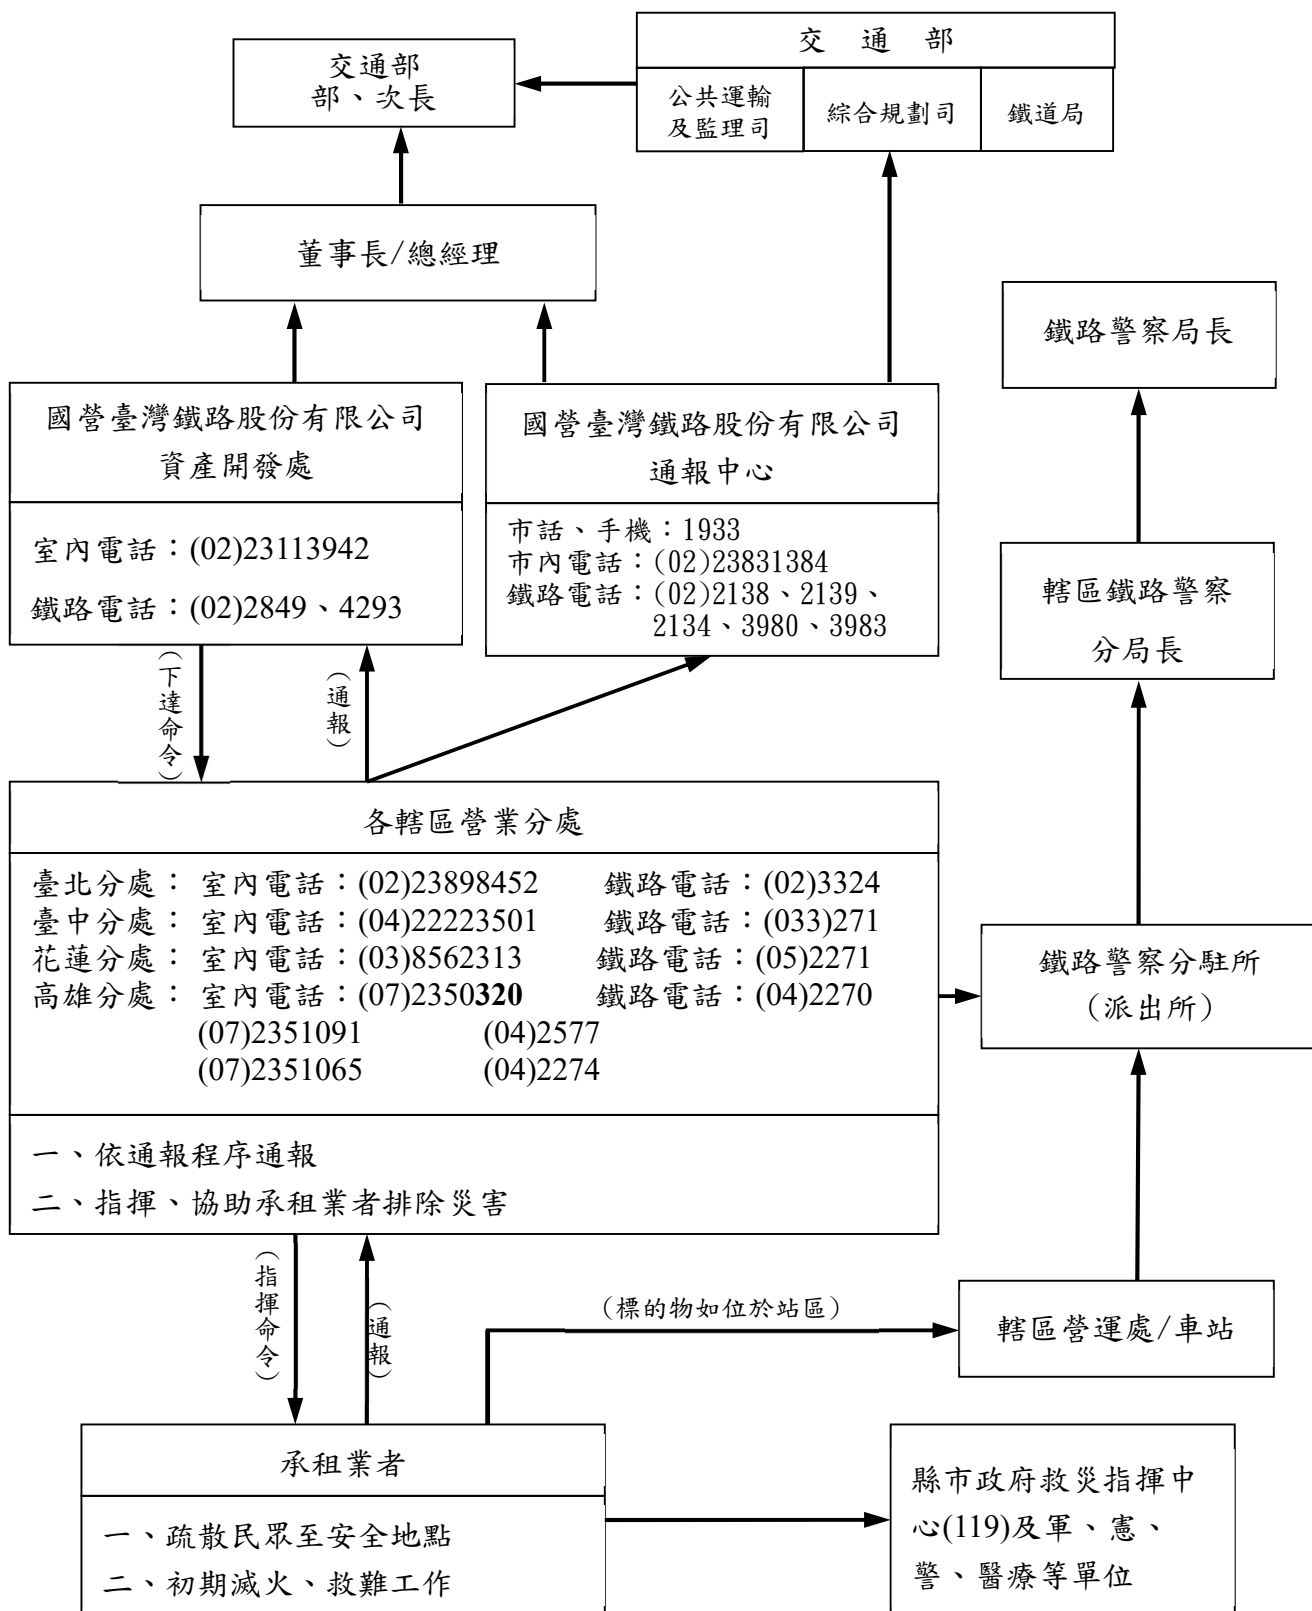 交通部
部、次長
交 通 部
公共運輸
及監理司
綜合規劃司
鐵道局
董事長/總經理
鐵路警察局長
國營臺灣鐵路股份有限公司
資產開發處
室內電話：(02)23113942
鐵路電話：(02)2849、4293
國營臺灣鐵路股份有限公司
通報中心
市話、手機：1933
市內電話：(02)23831384
鐵路電話：(02)2138、2139、
2134、3980、3983
轄區鐵路警察
分局長
（下達命令）
（通報）
各轄區營業分處
臺北分處： 室內電話：(02)23898452 鐵路電話：(02)3324
臺中分處： 室內電話：(04)22223501 鐵路電話：(033)271
花蓮分處： 室內電話：(03)8562313 鐵路電話：(05)2271
高雄分處： 室內電話：(07)2350320 鐵路電話：(04)2270
(07)2351091 (04)2577
(07)2351065 (04)2274
一、依通報程序通報
二、指揮、協助承租業者排除災害
鐵路警察分駐所
（派出所）
（指揮命令）
（通報）
（標的物如位於站區）
轄區營運處/車站
承租業者
一、疏散民眾至安全地點
二、初期滅火、救難工作
縣市政府救災指揮中
心(119)及軍、憲、
警、醫療等單位